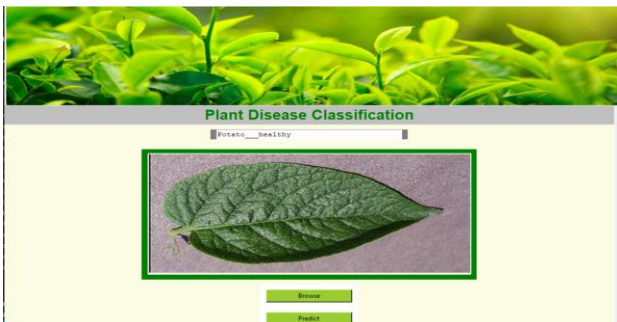 Plant Disease Classification
Potato___healthy
Browse
Predict